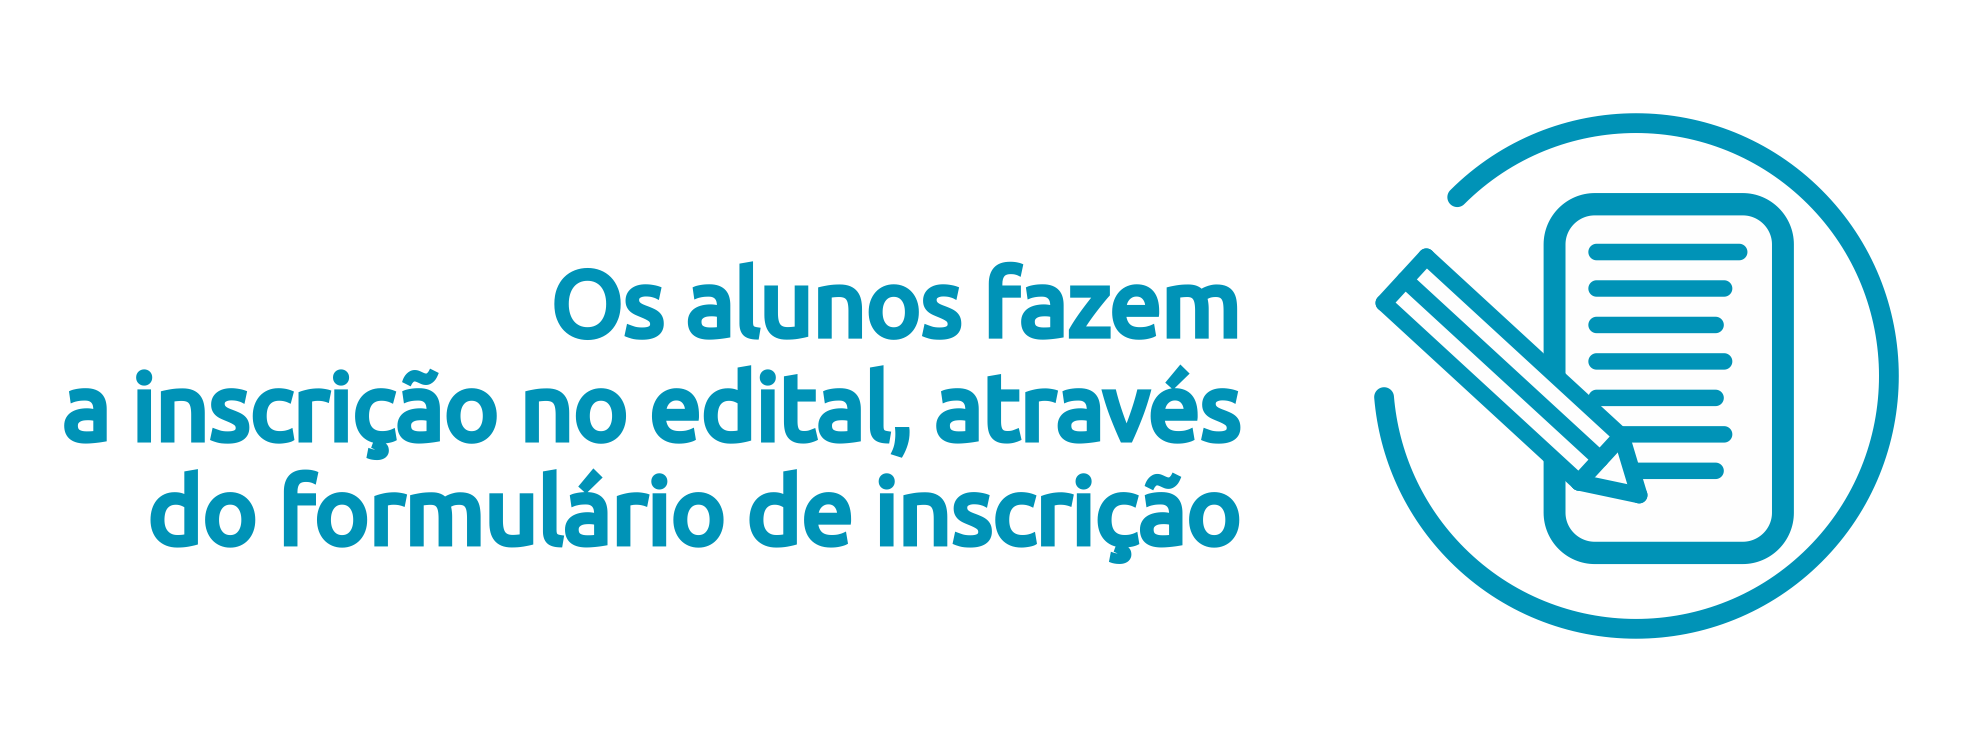 Os alunos fazem
a inscrição no edital, através
do formulário de inscrição